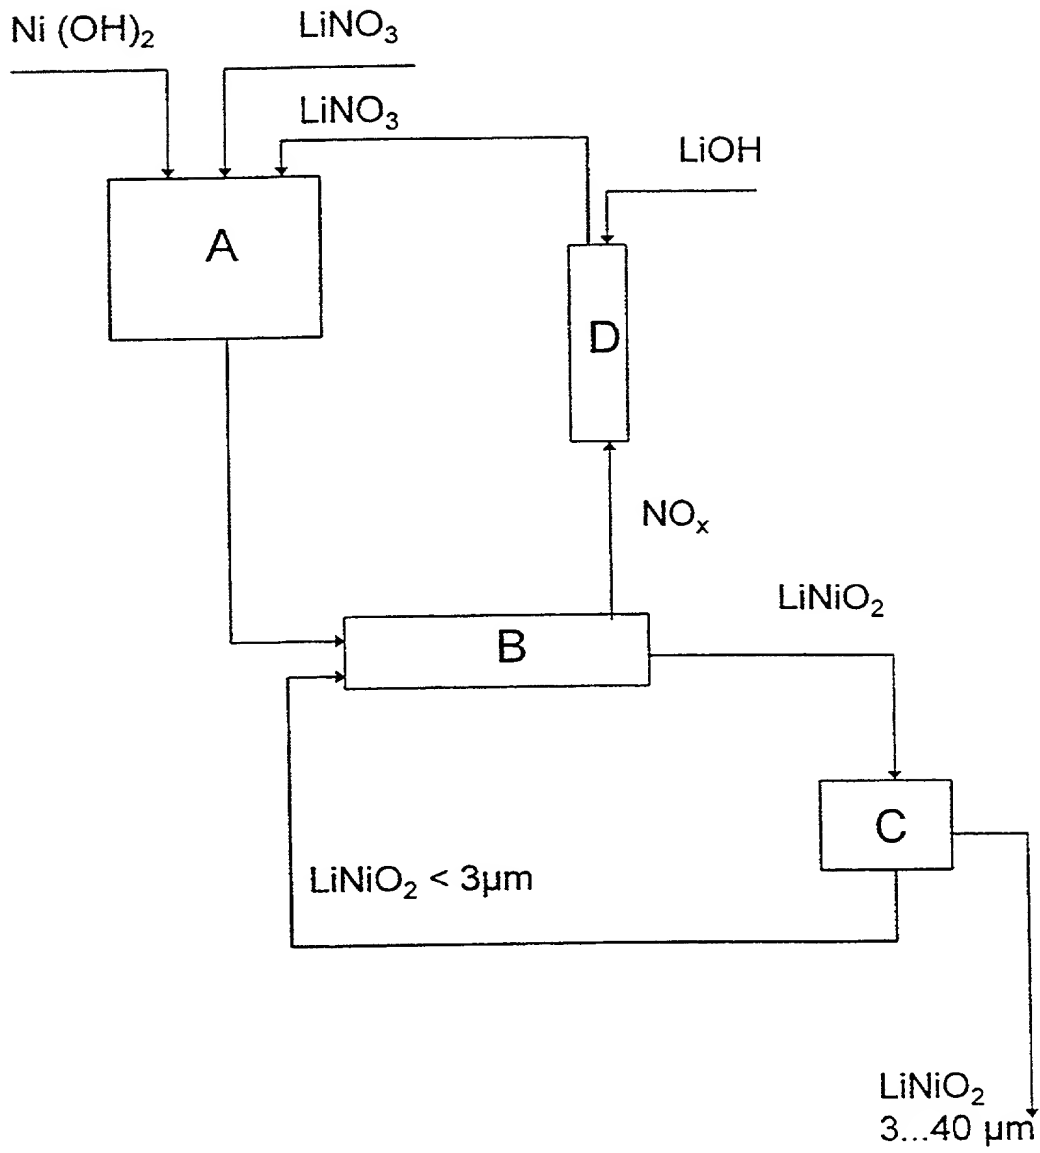 Ni (OH)₂
LiNO₃
LiNO₃
LiOH
A
D
NOₓ
LiNiO₂
B
C
LiNiO₂ < 3µm
LiNiO₂
3...40 µm